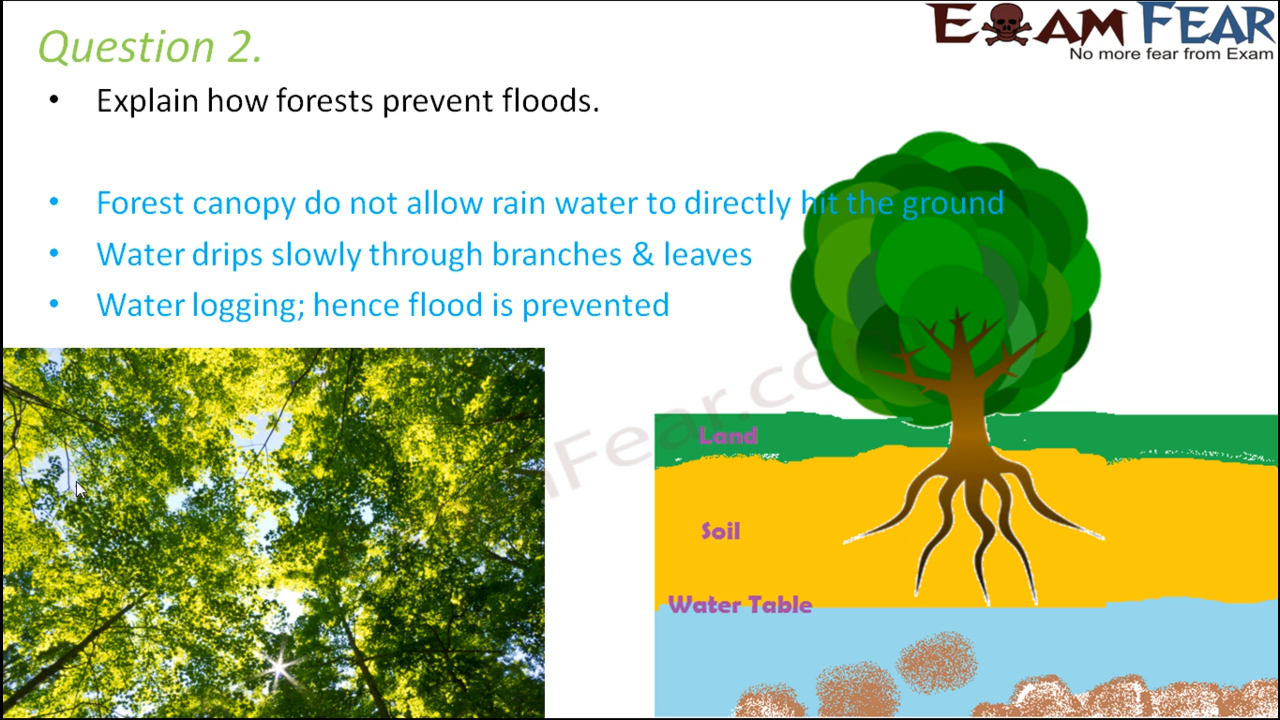 Question 2.
EXAM FEAR
No more fear from Exam
• Explain how forests prevent floods.
• Forest canopy do not allow rain water to directly hit the ground
• Water drips slowly through branches & leaves
• Water logging; hence flood is prevented
Land
Soil
Water Table